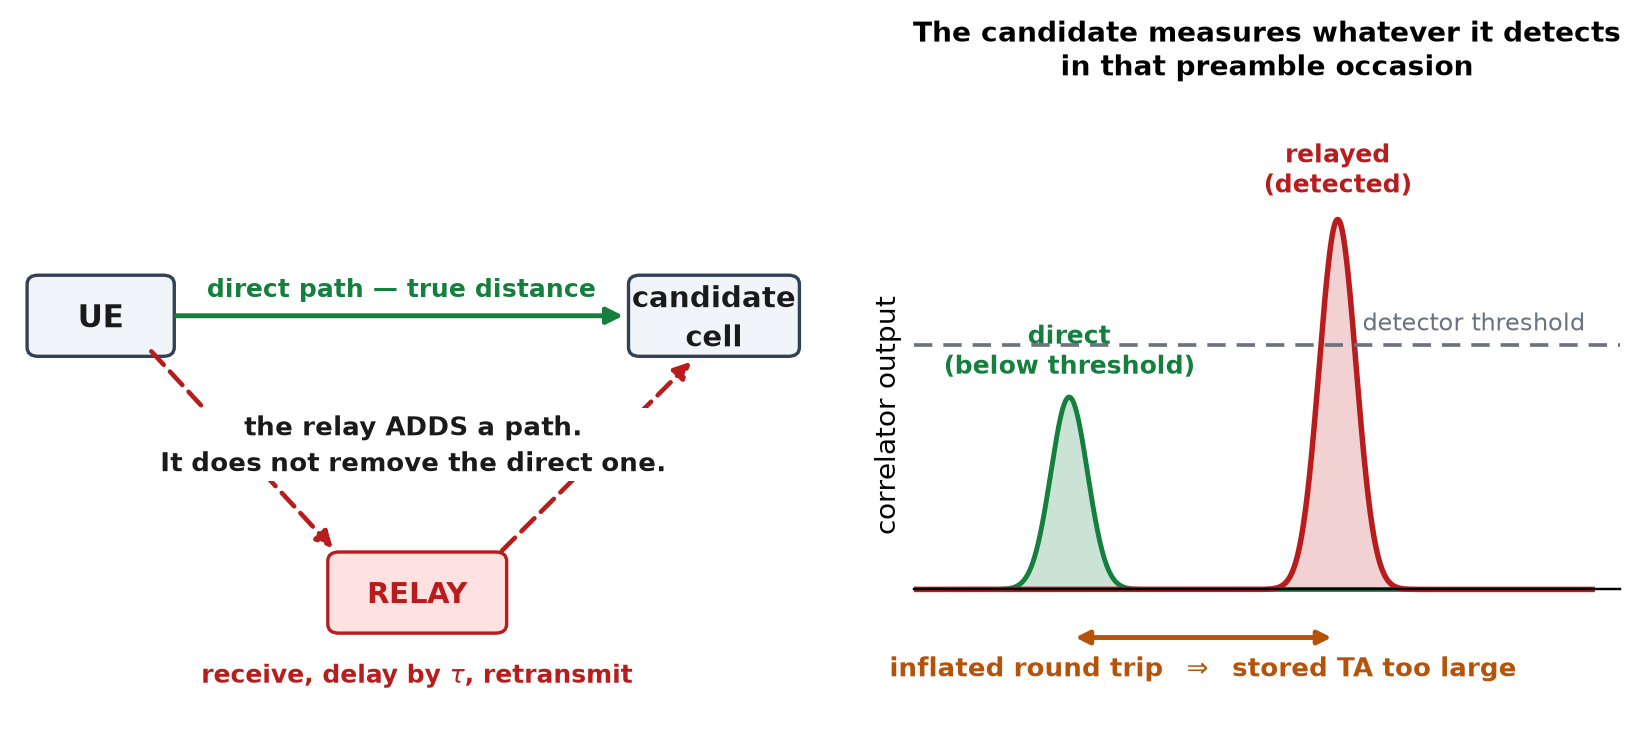 The candidate measures whatever it detects
in that preamble occasion
UE
direct path — true distance
candidate
cell
the relay ADDS a path.
It does not remove the direct one.
RELAY
receive, delay by τ, retransmit
correlator output
direct
(below threshold)
relayed
(detected)
detector threshold
inflated round trip ⇒ stored TA too large